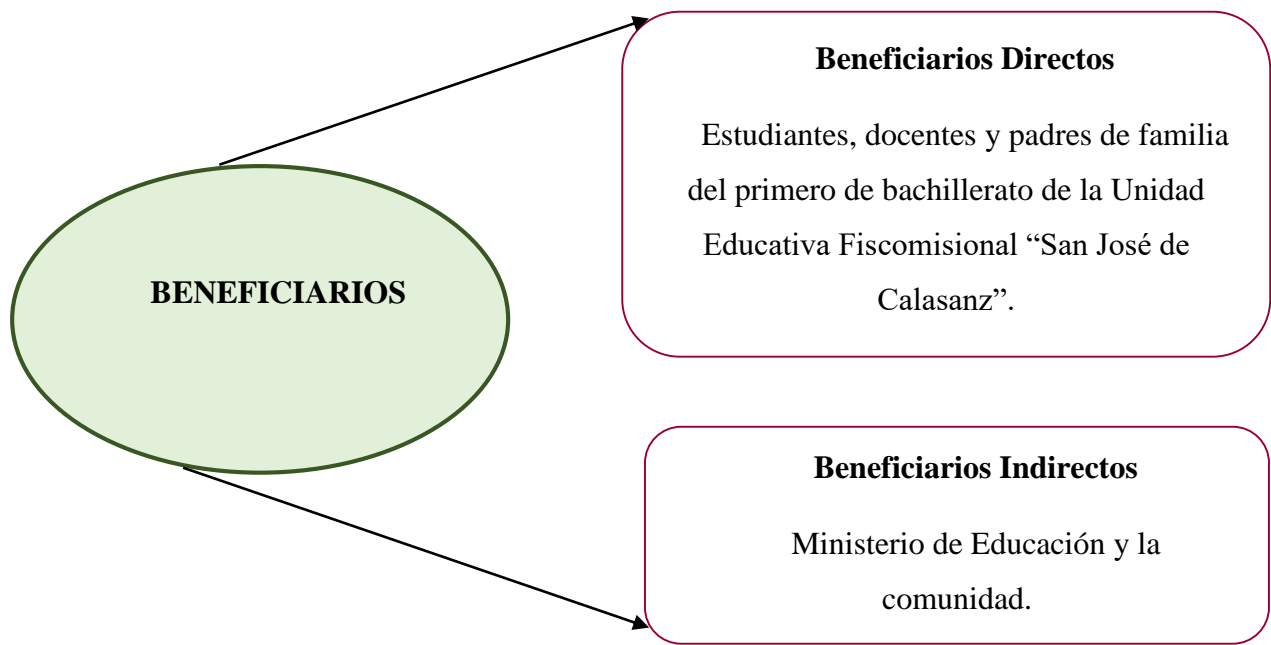 BENEFICIARIOS
Beneficiarios Directos
Estudiantes, docentes y padres de familia
del primero de bachillerato de la Unidad
Educativa Fiscomisional “San José de
Calasanz”.
Beneficiarios Indirectos
Ministerio de Educación y la
comunidad.